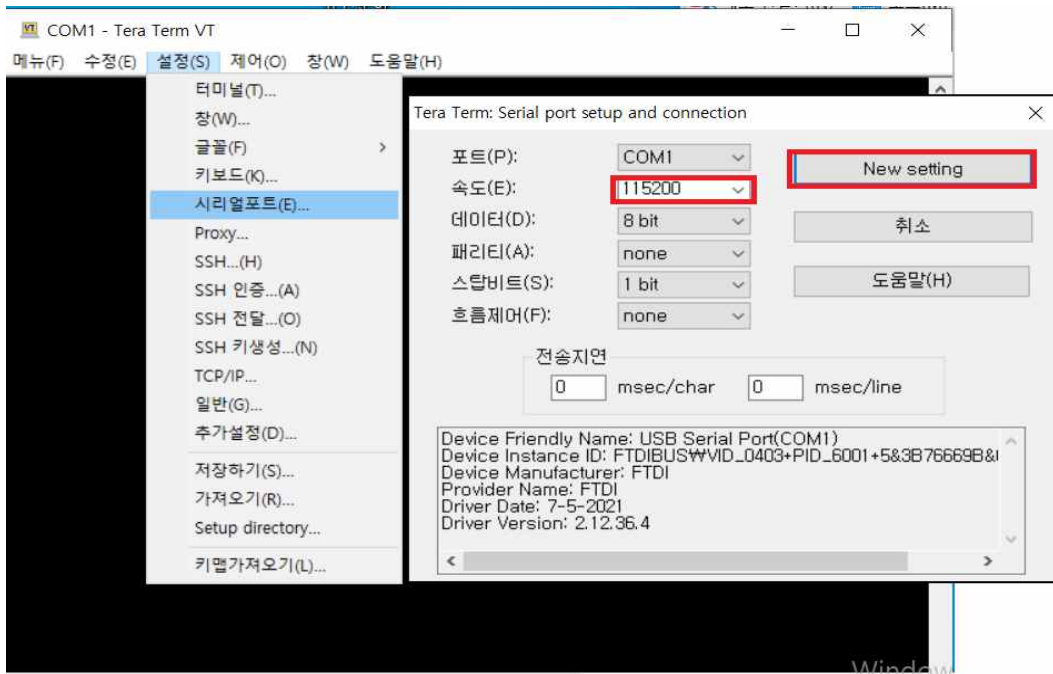 COM1 - Tera Term VT
메뉴(F) 수정(E) 설정(S) 제어(O) 창(W) 도움말(H)
터미널(T)...
창(W)...
글꼴(F)
키보드(K)...
시리얼포트(E)...
Proxy...
SSH...(H)
SSH 인증...(A)
SSH 전달...(O)
SSH 키생성...(N)
TCP/IP...
일반(G)...
추가설정(D)...
저장하기(S)...
가져오기(R)...
Setup directory...
키맵가져오기(L)...
Tera Term: Serial port setup and connection
포트(P): COM1
속도(E): 115200
데이터(D): 8 bit
패리티(A): none
스탑비트(S): 1 bit
흐름제어(F): none
New setting
취소
도움말(H)
전송지연
0 msec/char 0 msec/line
Device Friendly Name: USB Serial Port(COM1)
Device Instance ID: FTDIBUS₩VID_0403+PID_6001+5&3B76669B&
Device Manufacturer: FTDI
Provider Name: FTDI
Driver Date: 7-5-2021
Driver Version: 2.12.36.4
Window